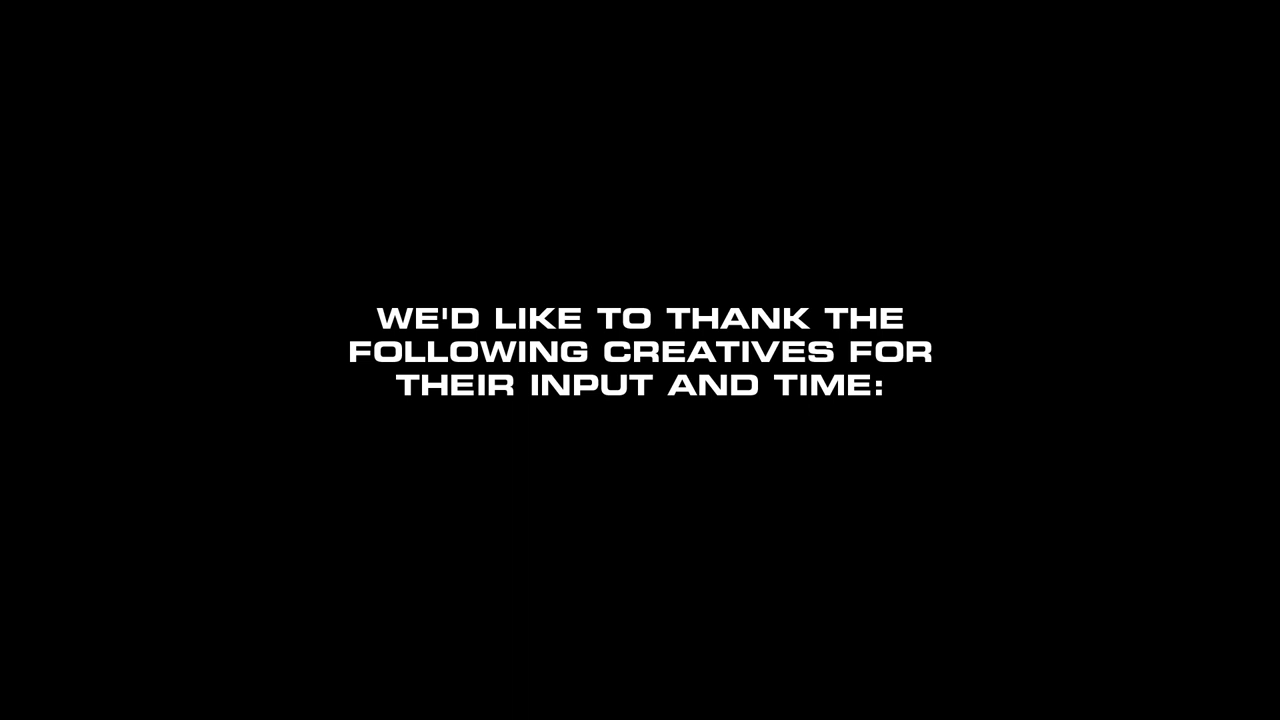 WE'D LIKE TO THANK THE
FOLLOWING CREATIVES FOR
THEIR INPUT AND TIME: